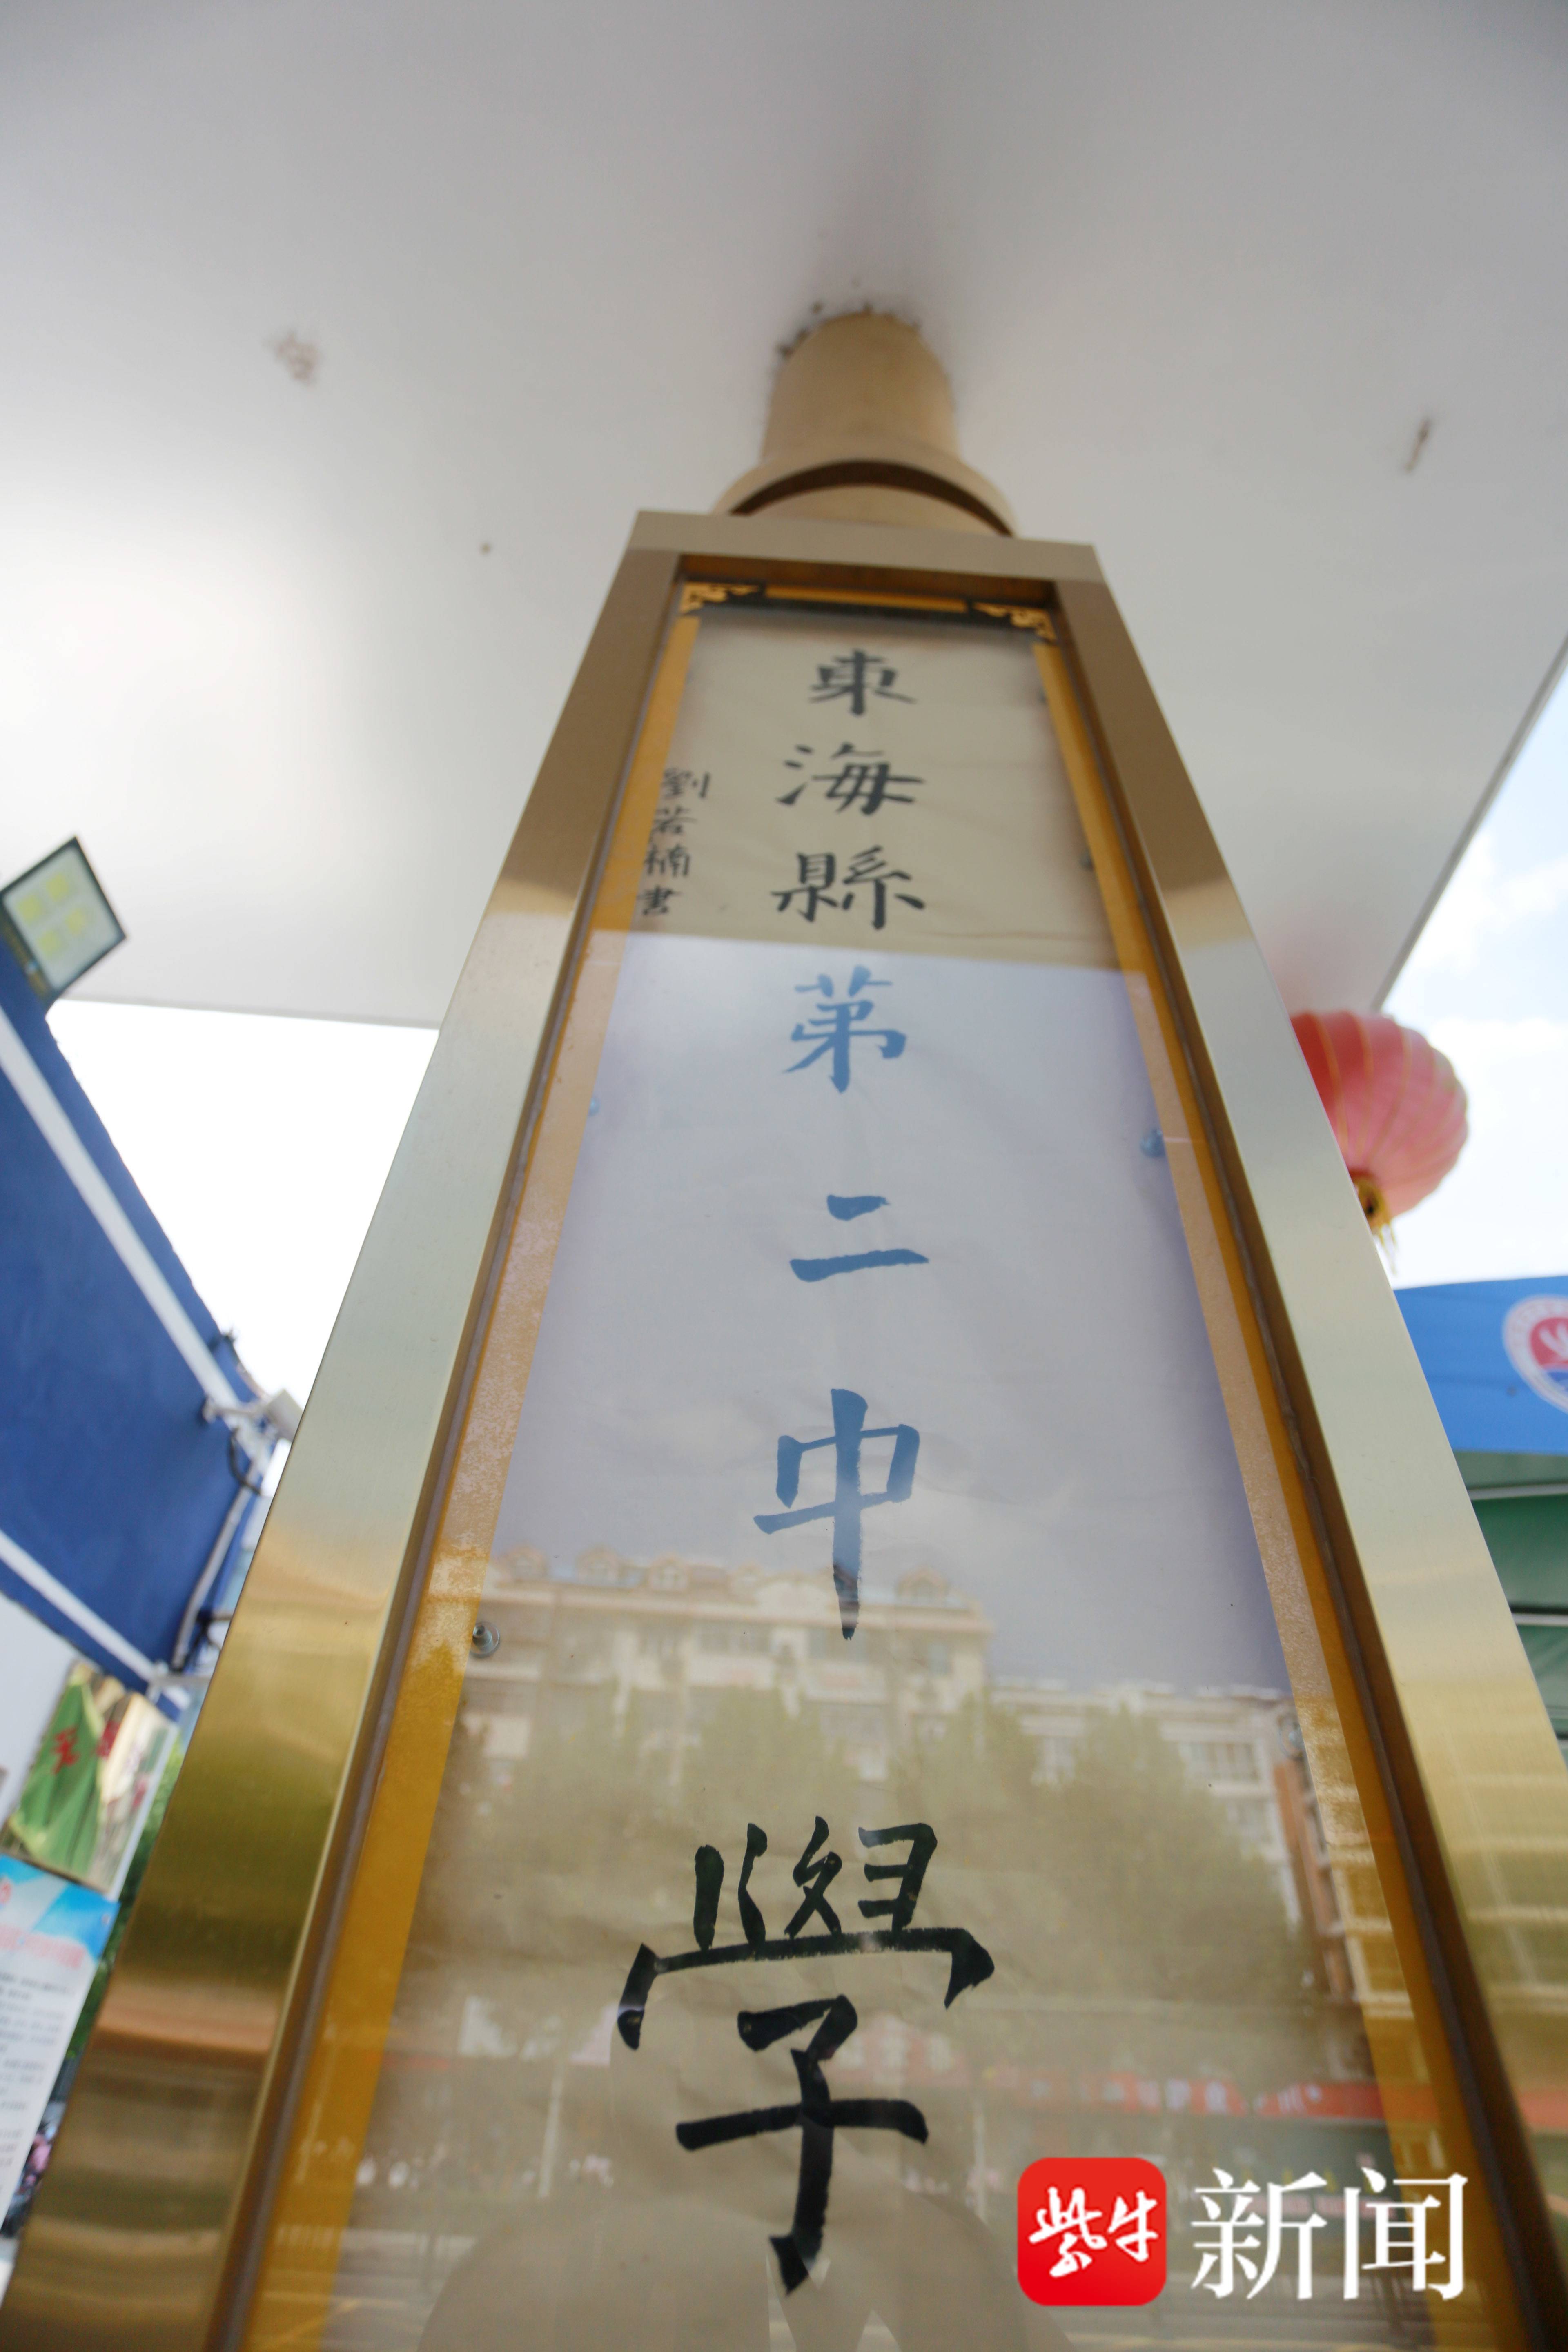 東海縣第二中學
劉若楠書
紫牛 新闻